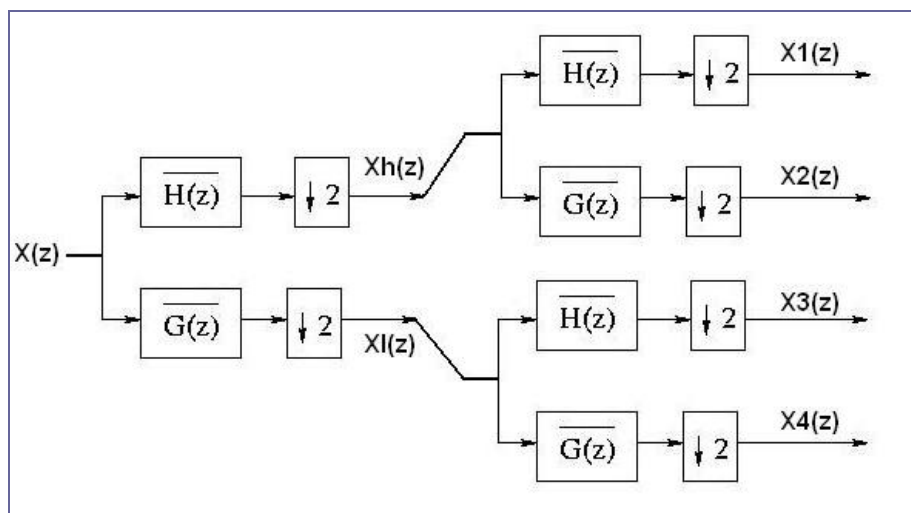 H(z)
↓ 2
X1(z)
Xh(z)
H(z)
↓ 2
G(z)
↓ 2
X2(z)
X(z)
G(z)
↓ 2
Xl(z)
H(z)
↓ 2
X3(z)
G(z)
↓ 2
X4(z)